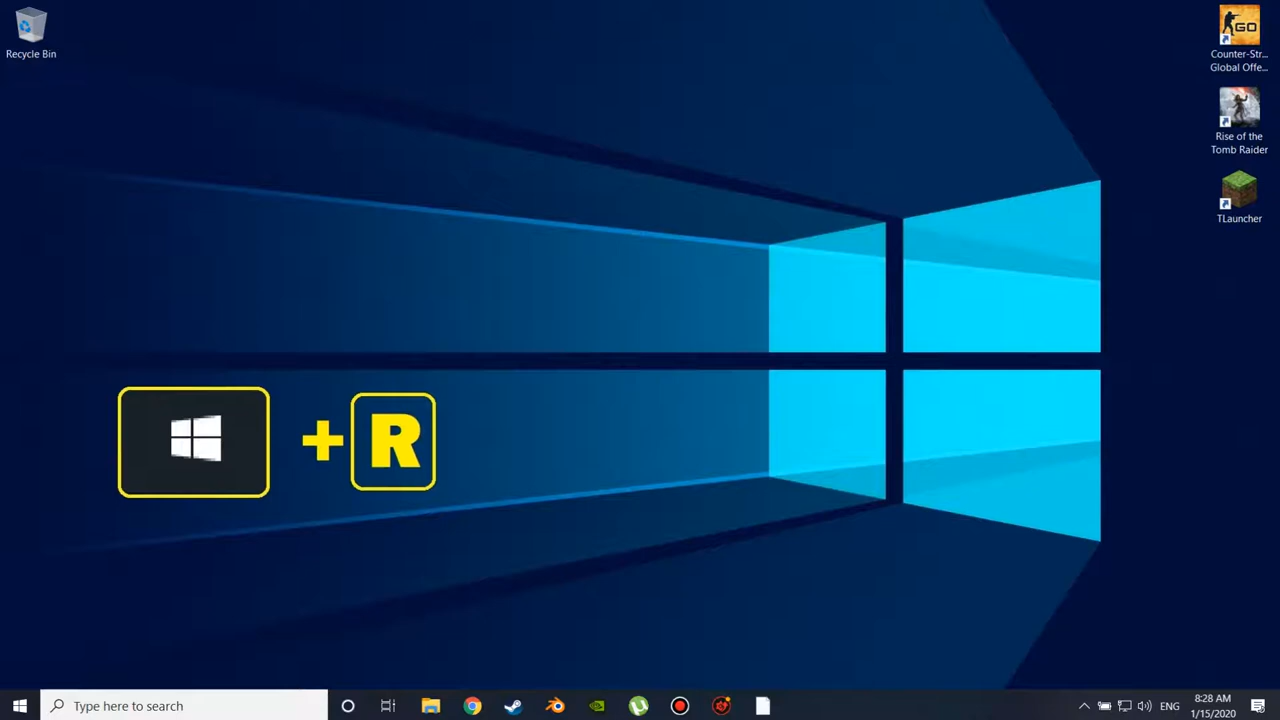 Recycle Bin
GO
Counter-Str...
Global Offe...
Rise of the
Tomb Raider
TLauncher
+ R
Type here to search
ENG
8:28 AM
1/15/2020